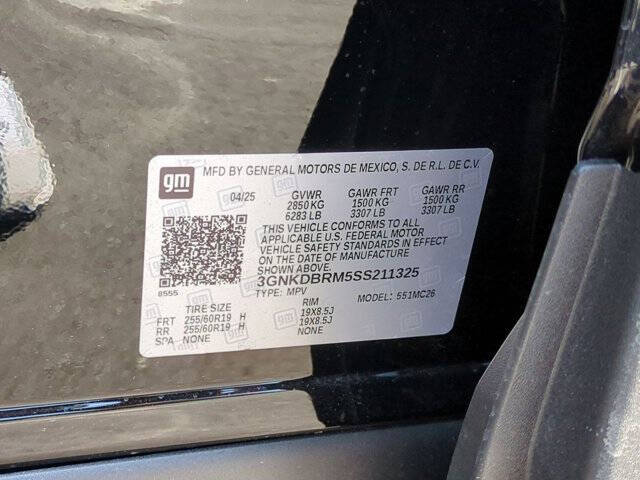 gm
MFD BY GENERAL MOTORS DE MEXICO, S. DE R.L. DE C.V.
04/25 GVWR GAWR FRT GAWR RR
2850 KG 1500 KG 1500 KG
6283 LB 3307 LB 3307 LB
THIS VEHICLE CONFORMS TO ALL
APPLICABLE U.S. FEDERAL MOTOR
VEHICLE SAFETY STANDARDS IN EFFECT
ON THE DATE OF MANUFACTURE
SHOWN ABOVE.
3GNKDBRM5SS211325
8555 TYPE: MPV MODEL: 551MC26
TIRE SIZE RIM
FRT 255/60R19 H 19X8.5J
RR 255/60R19 H 19X8.5J
SPA NONE NONE